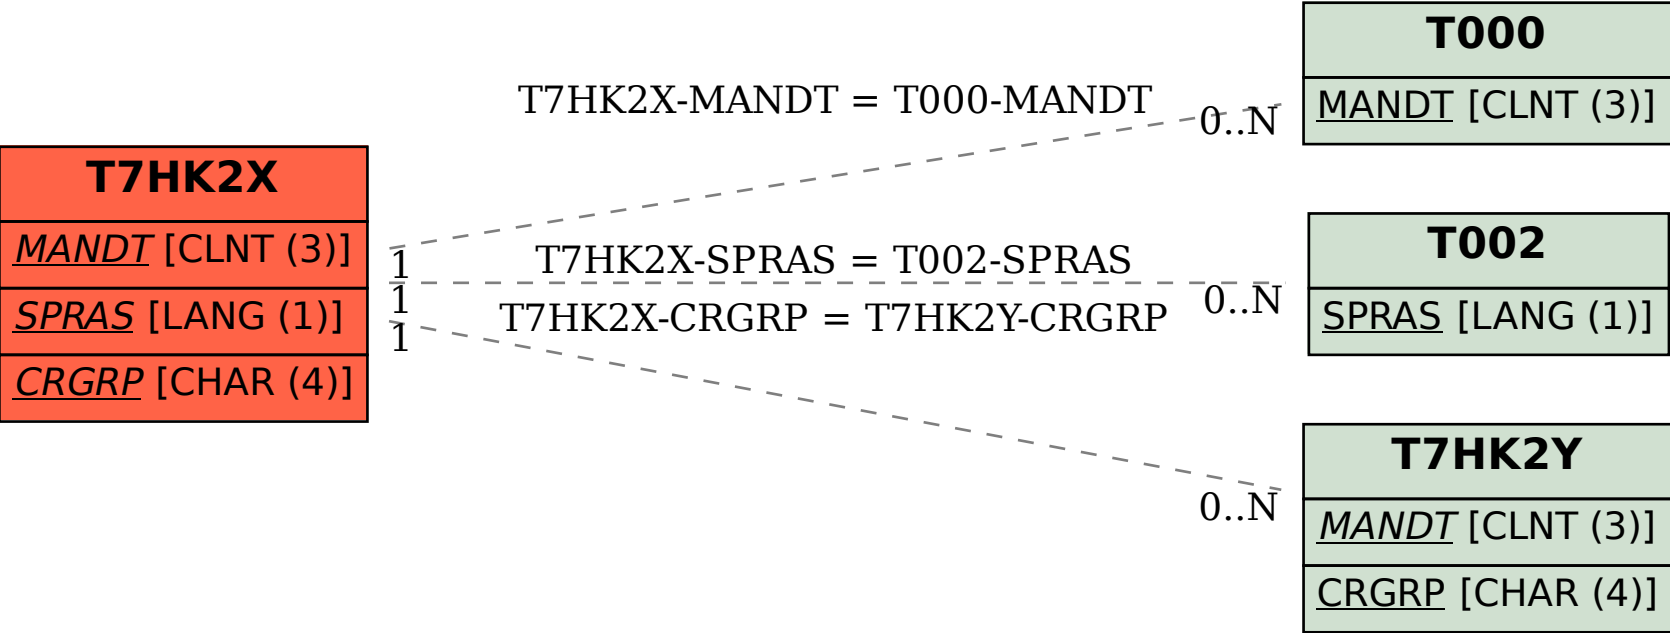 T7HK2X
MANDT [CLNT (3)]
SPRAS [LANG (1)]
CRGRP [CHAR (4)]
T7HK2X-MANDT = T000-MANDT
1
0..N
T7HK2X-SPRAS = T002-SPRAS
1
0..N
T7HK2X-CRGRP = T7HK2Y-CRGRP
1
0..N
T000
MANDT [CLNT (3)]
T002
SPRAS [LANG (1)]
T7HK2Y
MANDT [CLNT (3)]
CRGRP [CHAR (4)]